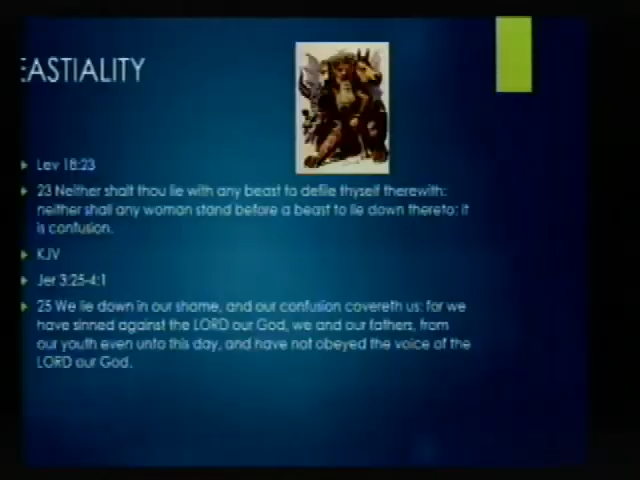 EASTIALITY
Lev 18:23
23 Neither shalt thou lie with any beast to defile thyself therewith:
neither shall any woman stand before a beast to lie down thereto: it
is confusion.
KJV
Jer 3:25-4:1
25 We lie down in our shame, and our confusion covereth us: for we
have sinned against the LORD our God, we and our fathers, from
our youth even unto this day, and have not obeyed the voice of the
LORD our God.